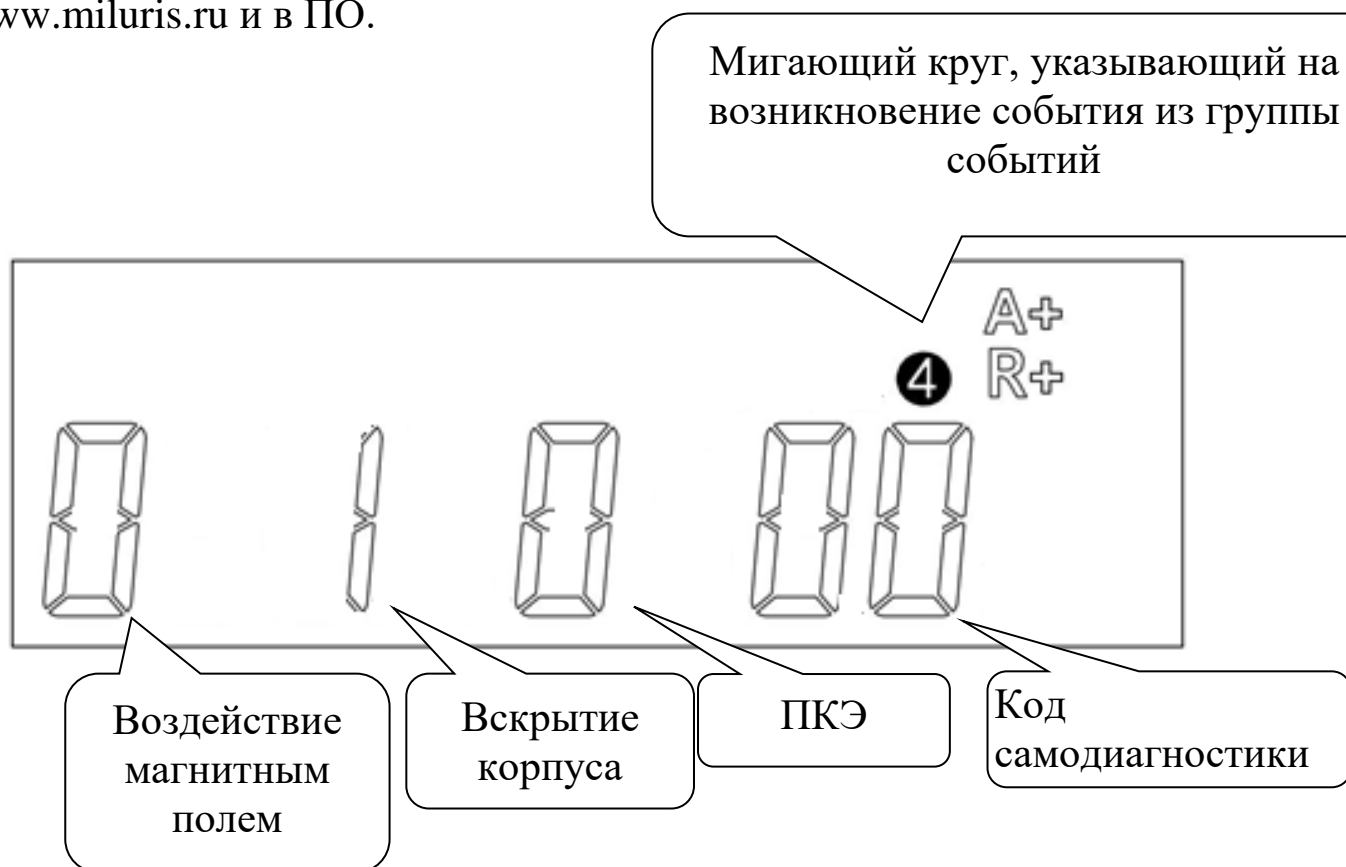 ww.miluris.ru и в ПО.
Мигающий круг, указывающий на
возникновение события из группы
событий
A+
4 R+
0 1 0 00
Воздействие
магнитным
полем
Вскрытие
корпуса
ПКЭ
Код
самодиагностики